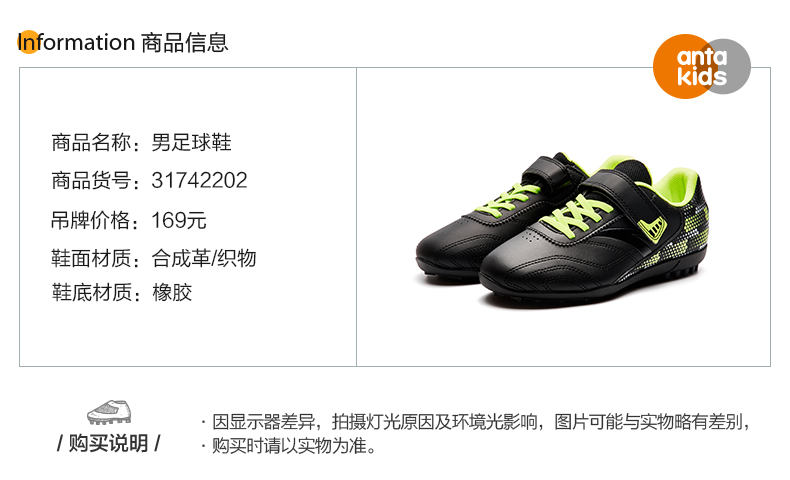 Information 商品信息
anta
kids
商品名称：男足球鞋
商品货号：31742202
吊牌价格：169元
鞋面材质：合成革/织物
鞋底材质：橡胶
/ 购买说明 /
· 因显示器差异，拍摄灯光原因及环境光影响，图片可能与实物略有差别，
· 购买时请以实物为准。